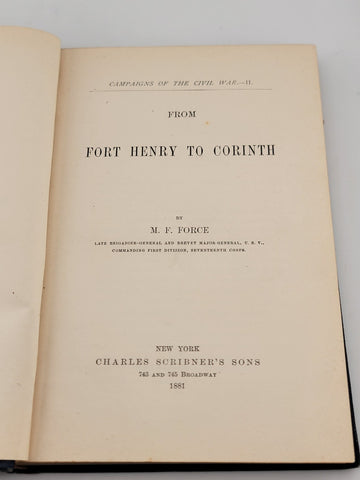 CAMPAIGNS OF THE CIVIL WAR.—II.
FROM
FORT HENRY TO CORINTH
BY
M. F. FORCE
LATE BRIGADIER-GENERAL AND BREVET MAJOR-GENERAL, U. S. V.,
COMMANDING FIRST DIVISION, SEVENTEENTH CORPS.
NEW YORK
CHARLES SCRIBNER'S SONS
743 AND 745 BROADWAY
1881